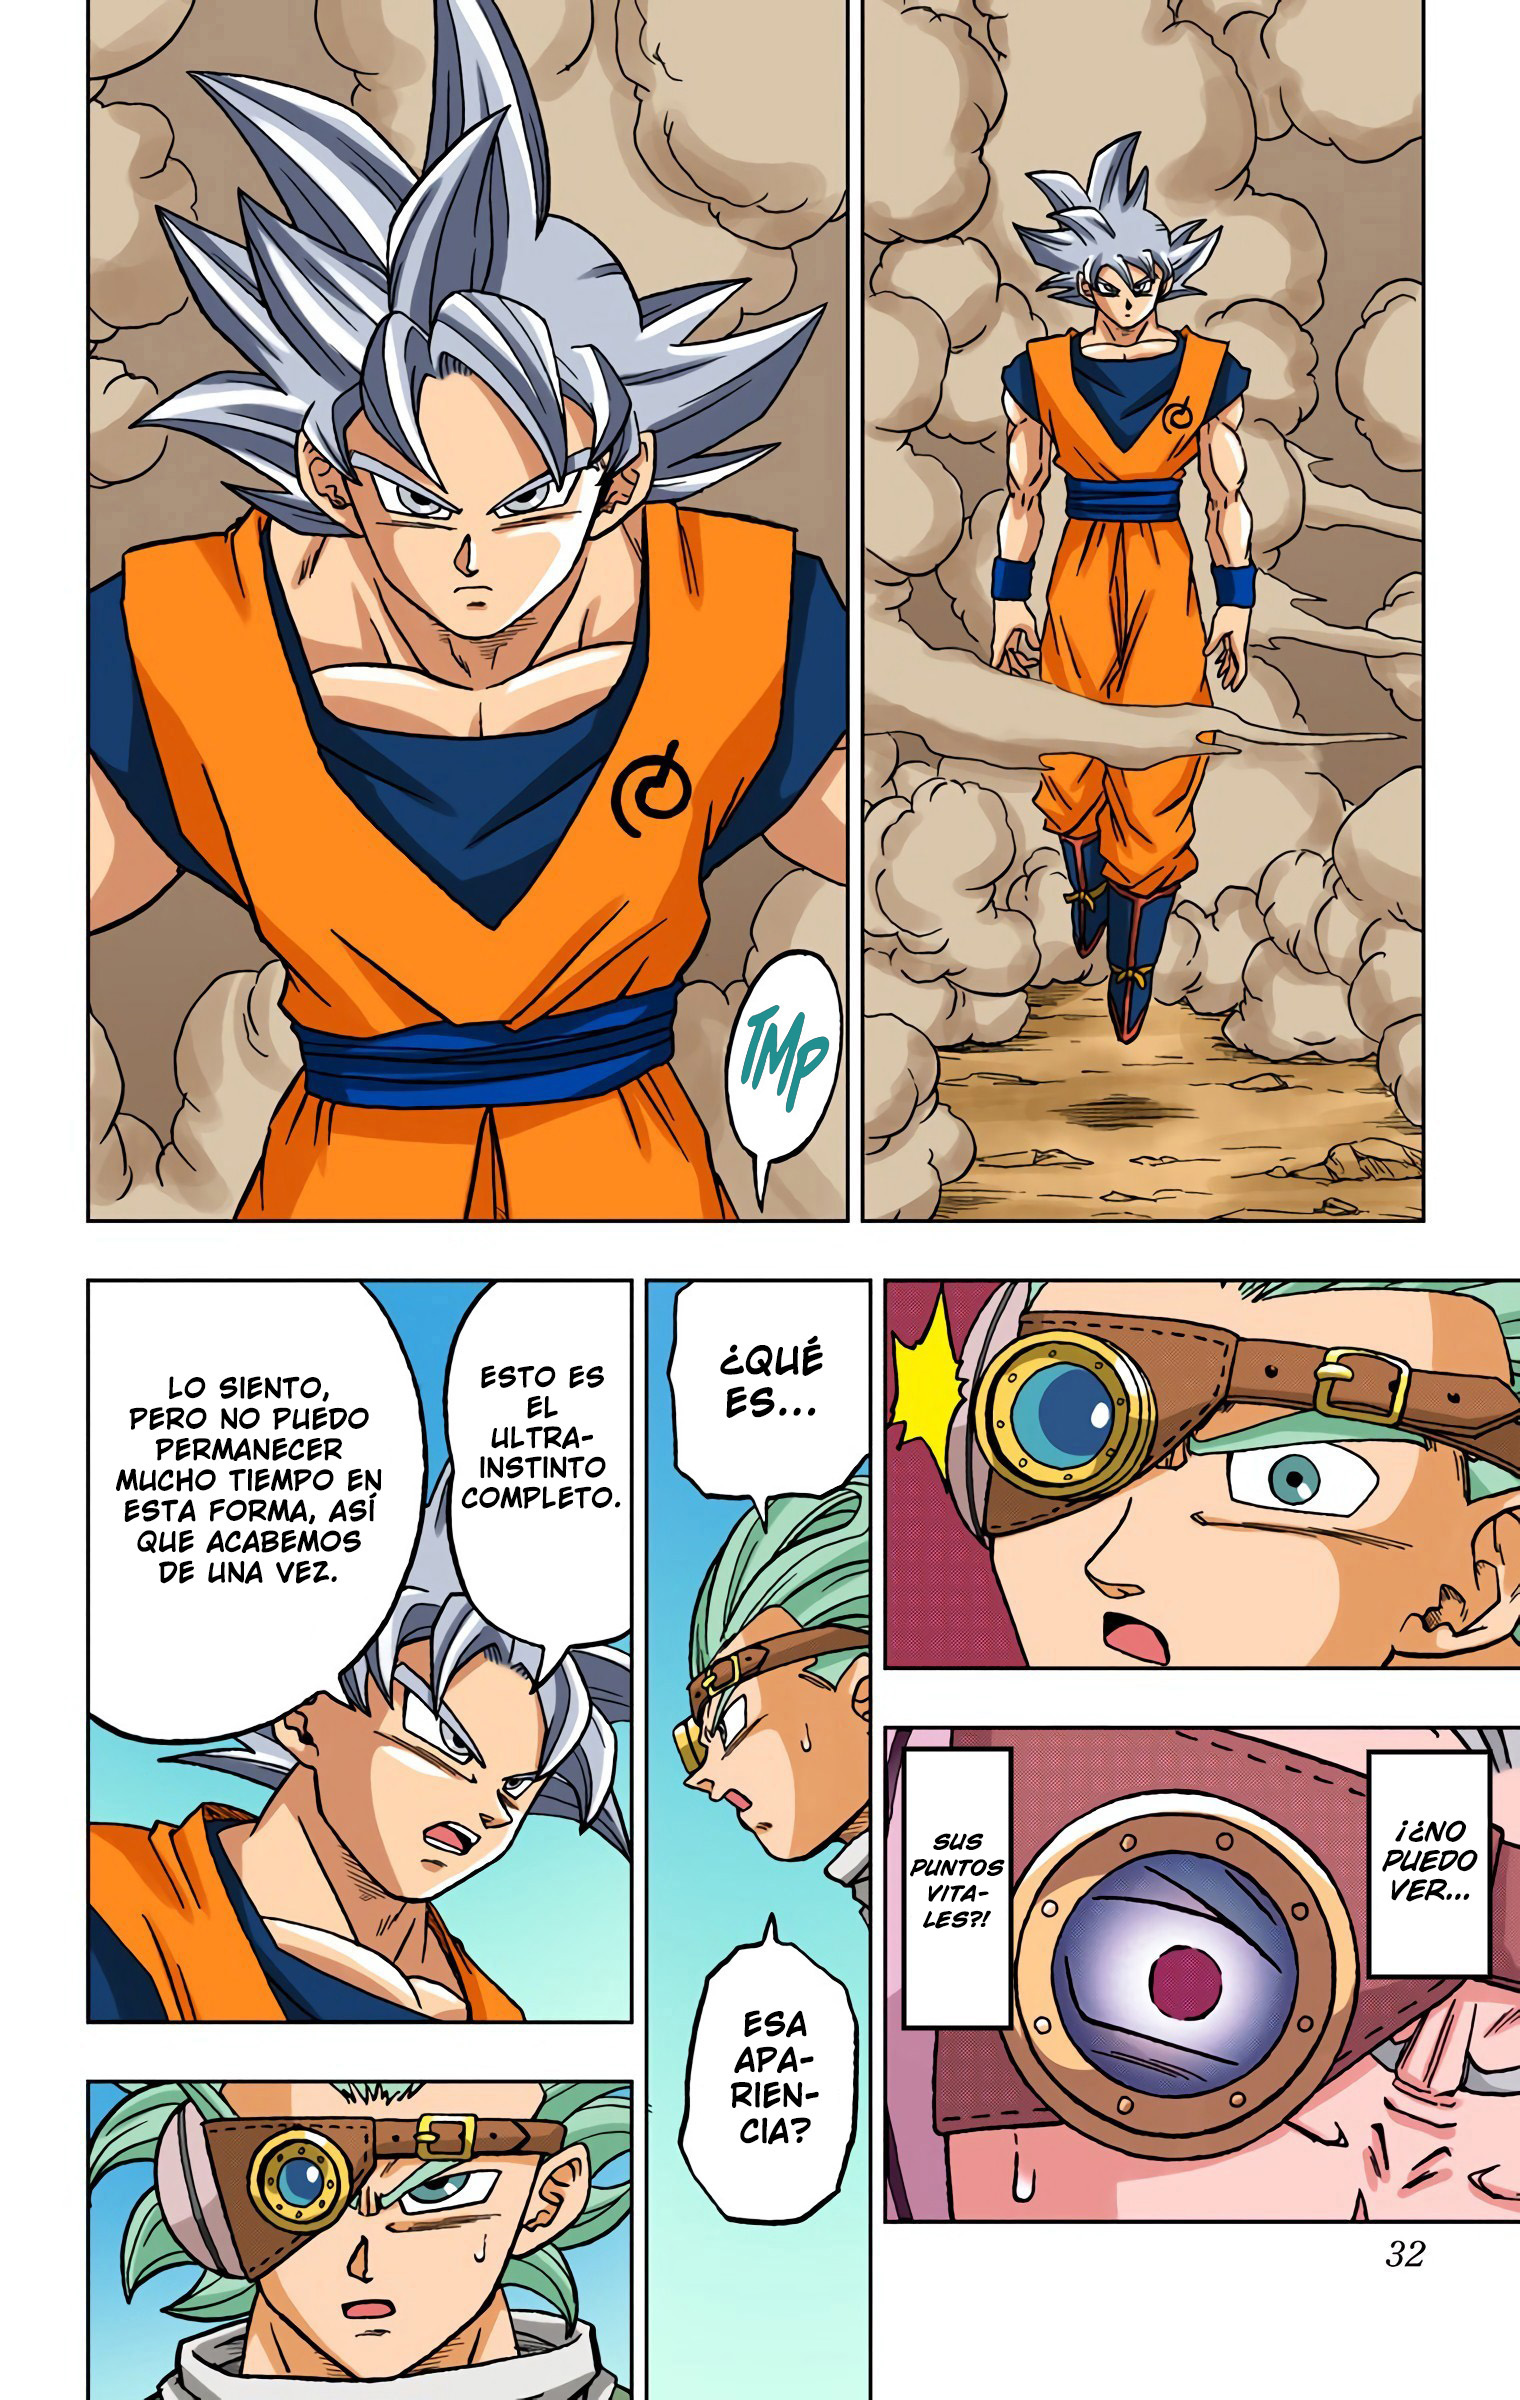 TMP
¡¿NO
PUEDO
VER...
SUS
PUNTOS
VITA-
LES?!
¿QUÉ
ES...
ESA
APA-
RIEN-
CIA?
ESTO ES
EL
ULTRA-
INSTINTO
COMPLETO.
LO SIENTO,
PERO NO PUEDO
PERMANECER
MUCHO TIEMPO EN
ESTA FORMA, ASÍ
QUE ACABEMOS
DE UNA VEZ.
32